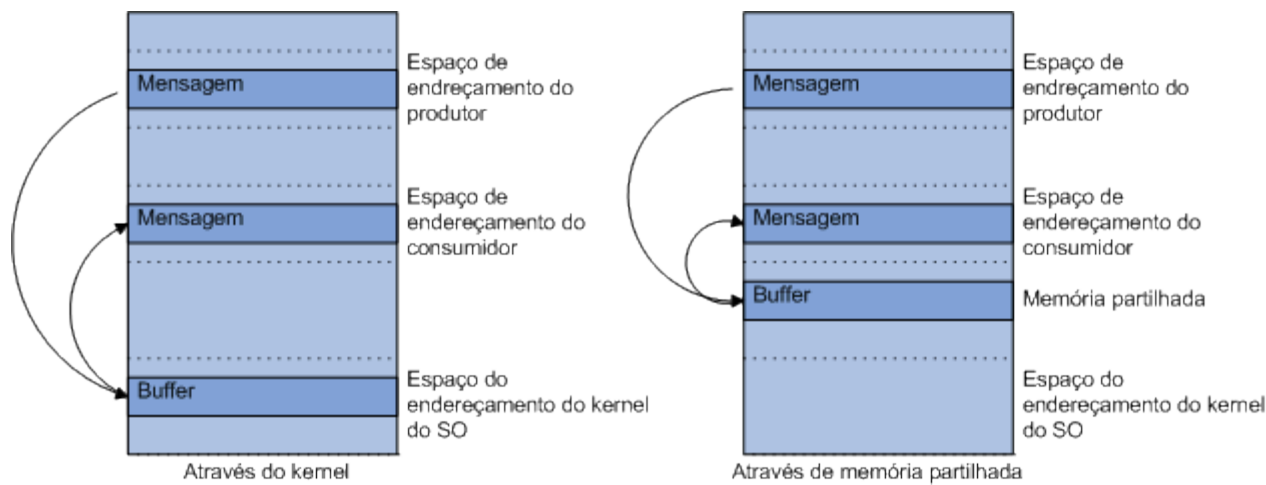 Mensagem
Espaço de
endreçamento do
produtor
Mensagem
Espaço de
endereçamento do
consumidor
Buffer
Espaço do
endereçamento do kernel
do SO
Através do kernel
Mensagem
Espaço de
endreçamento do
produtor
Mensagem
Espaço de
endereçamento do
consumidor
Buffer
Memória partilhada
Espaço do
endereçamento do kernel
do SO
Através de memória partilhada